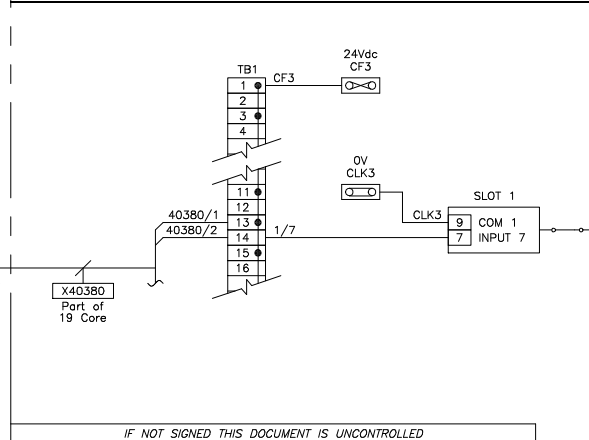 24Vdc
CF3
TB1
CF3
1
2
3
4
0V
CLK3
SLOT 1
11
12
13
14
15
16
40380/1
40380/2
1/7
CLK3
9 COM 1
7 INPUT 7
X40380
Part of
19 Core
IF NOT SIGNED THIS DOCUMENT IS UNCONTROLLED